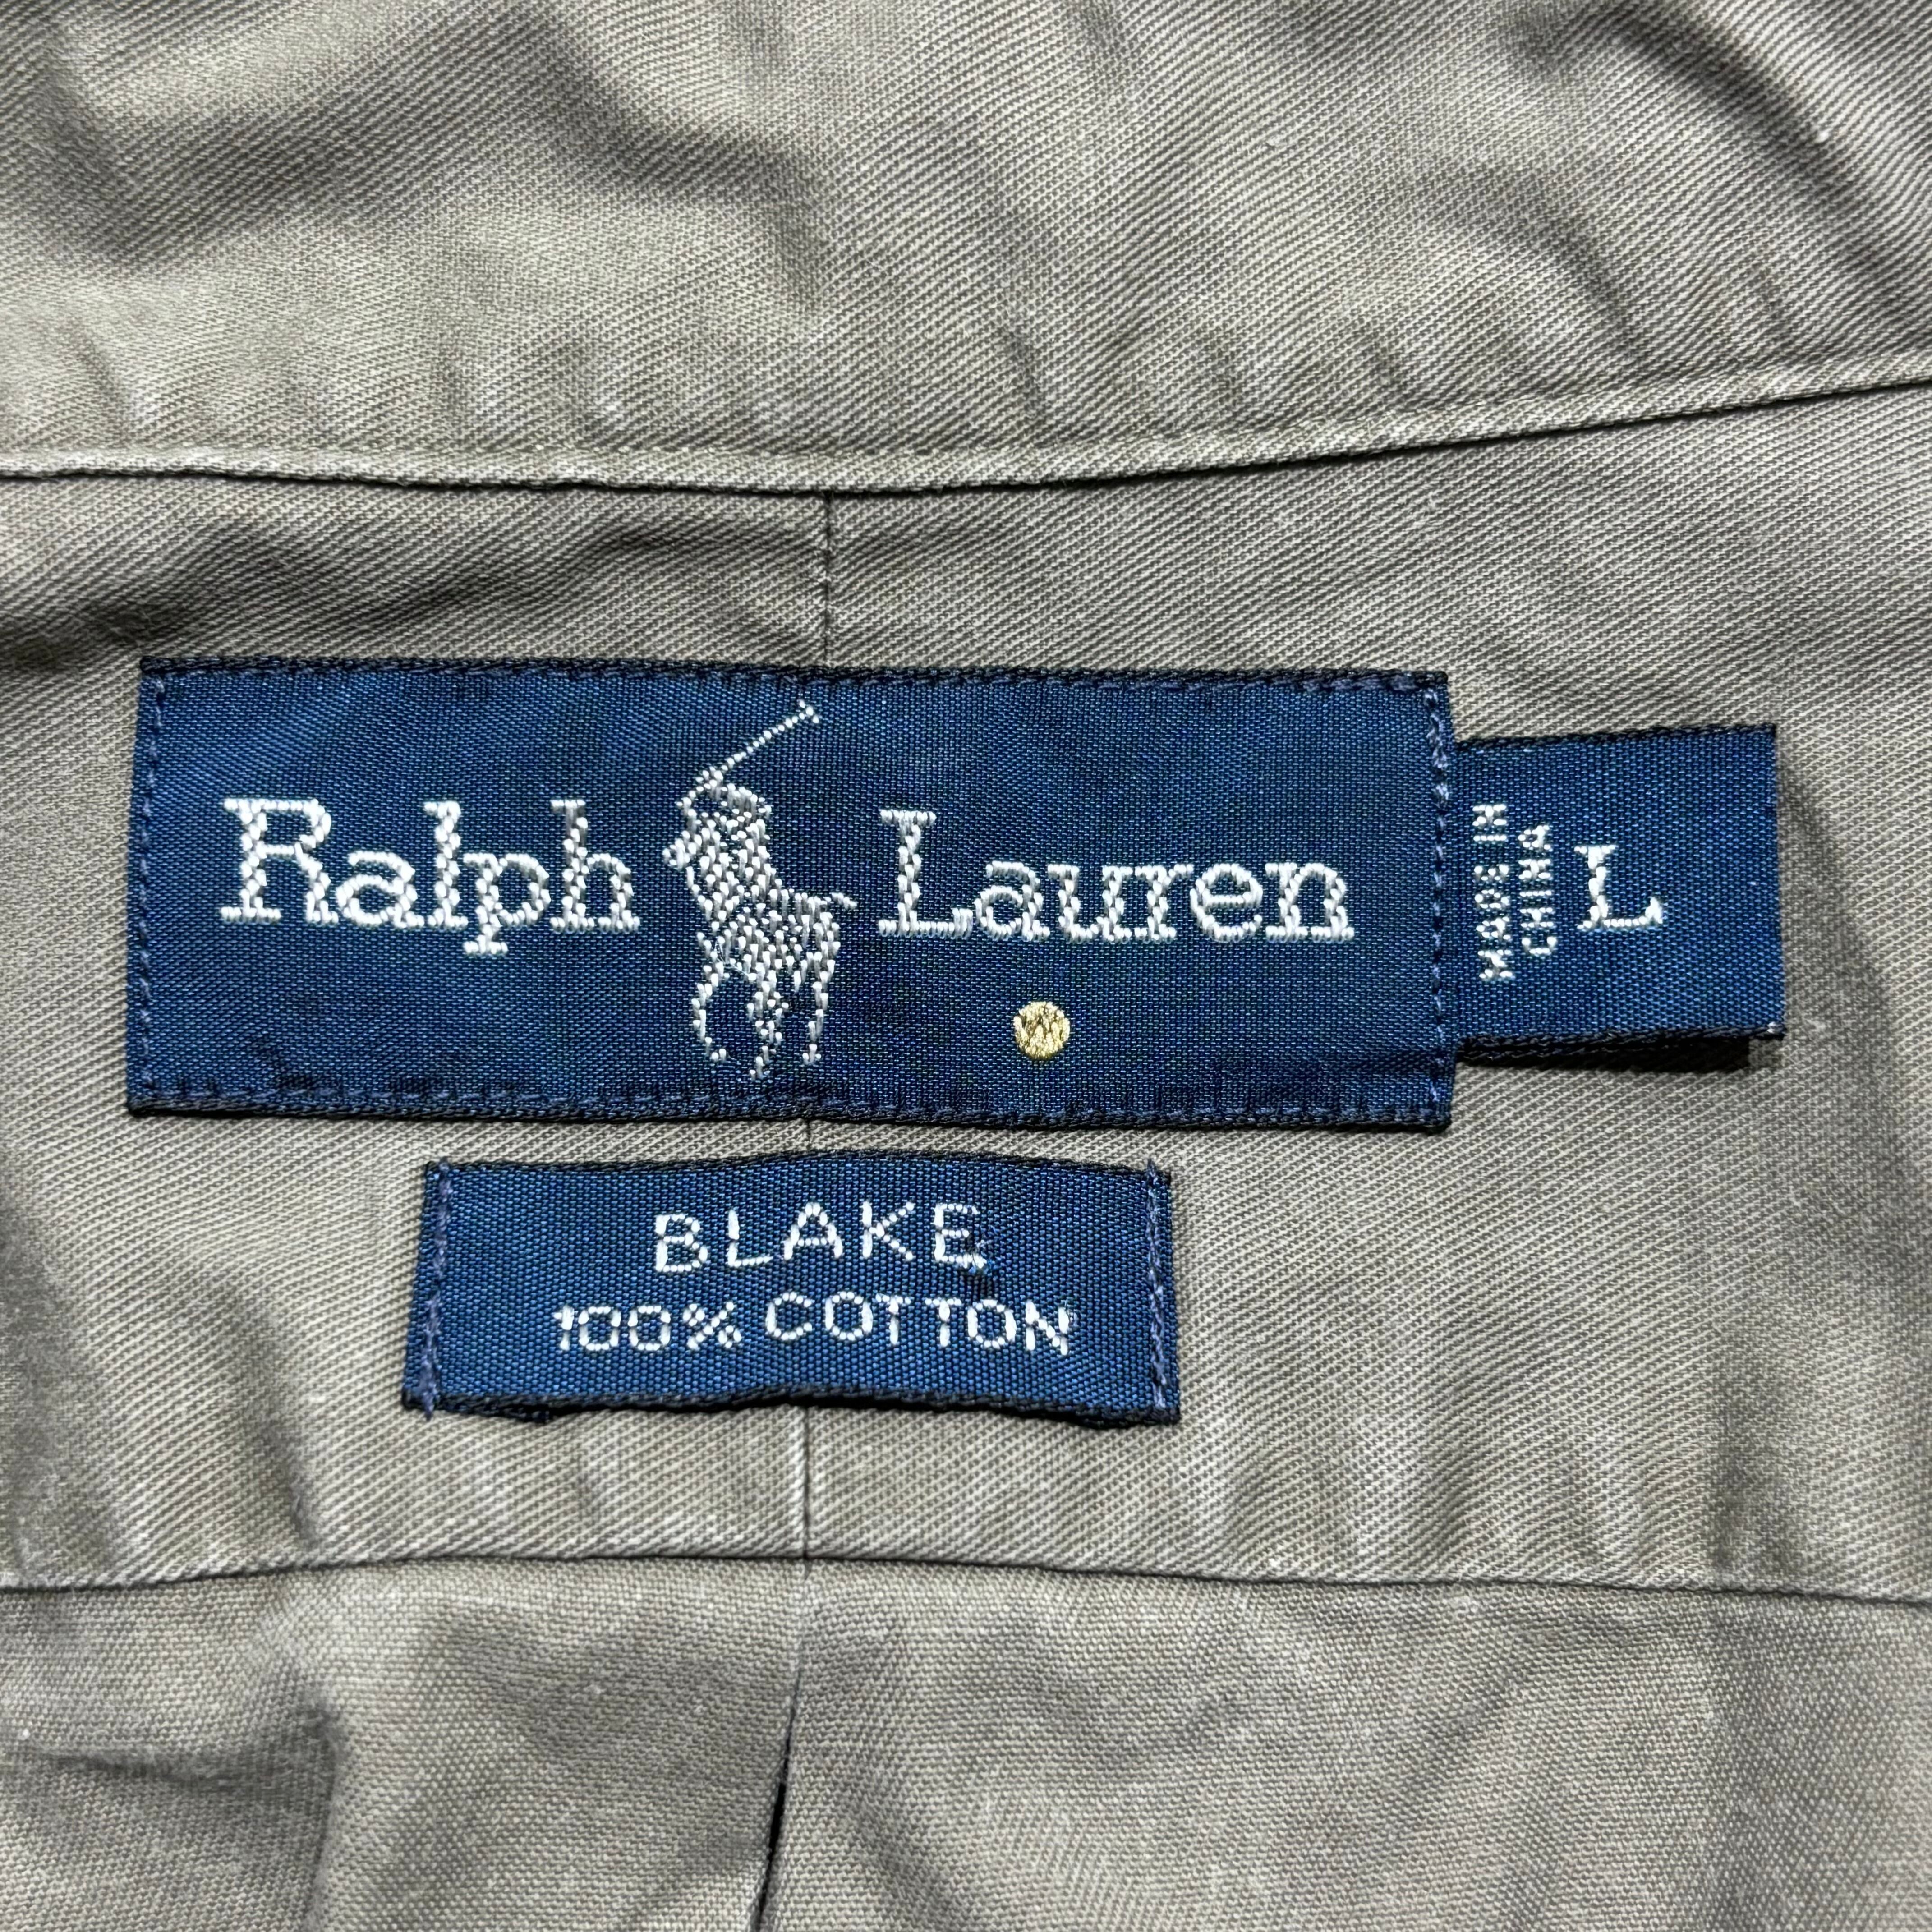 Ralph Lauren
MADE IN
CHINA
L
BLAKE
100% COTTON